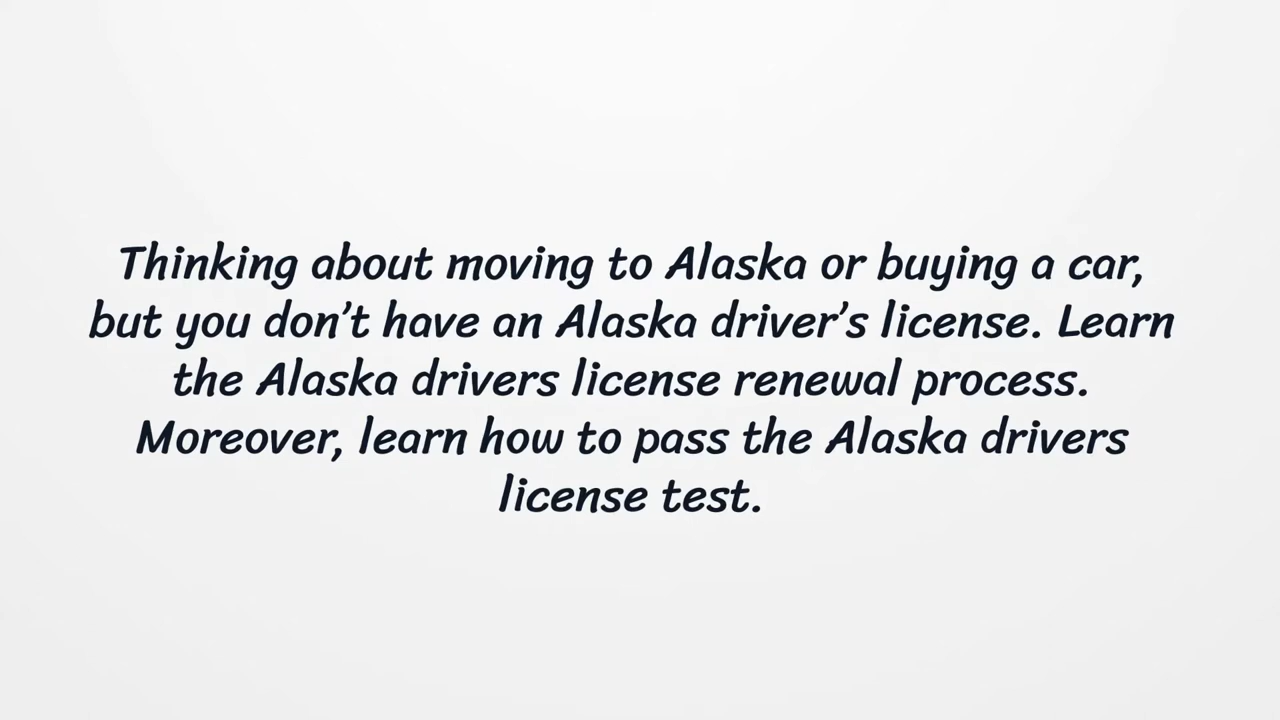 Thinking about moving to Alaska or buying a car,
but you don’t have an Alaska driver’s license. Learn
the Alaska drivers license renewal process.
Moreover, learn how to pass the Alaska drivers
license test.